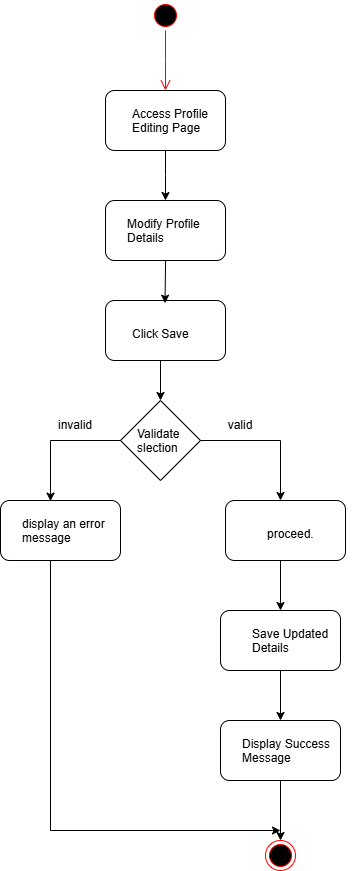 Access Profile
Editing Page
Modify Profile
Details
Click Save
Validate
slection
invalid
valid
display an error
message
proceed.
Save Updated
Details
Display Success
Message